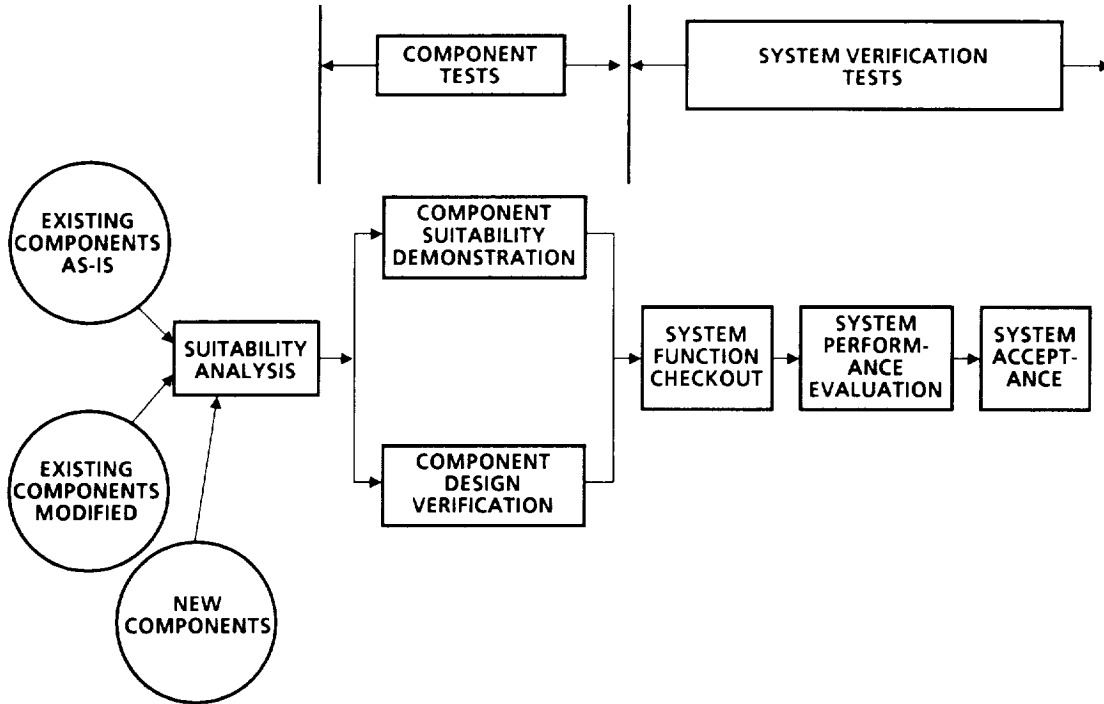 COMPONENT
TESTS
SYSTEM VERIFICATION
TESTS
EXISTING
COMPONENTS
AS-IS
COMPONENT
SUITABILITY
DEMONSTRATION
SUITABILITY
ANALYSIS
SYSTEM
FUNCTION
CHECKOUT
SYSTEM
PERFORM-
ANCE
EVALUATION
SYSTEM
ACCEPT-
ANCE
EXISTING
COMPONENTS
MODIFIED
COMPONENT
DESIGN
VERIFICATION
NEW
COMPONENTS